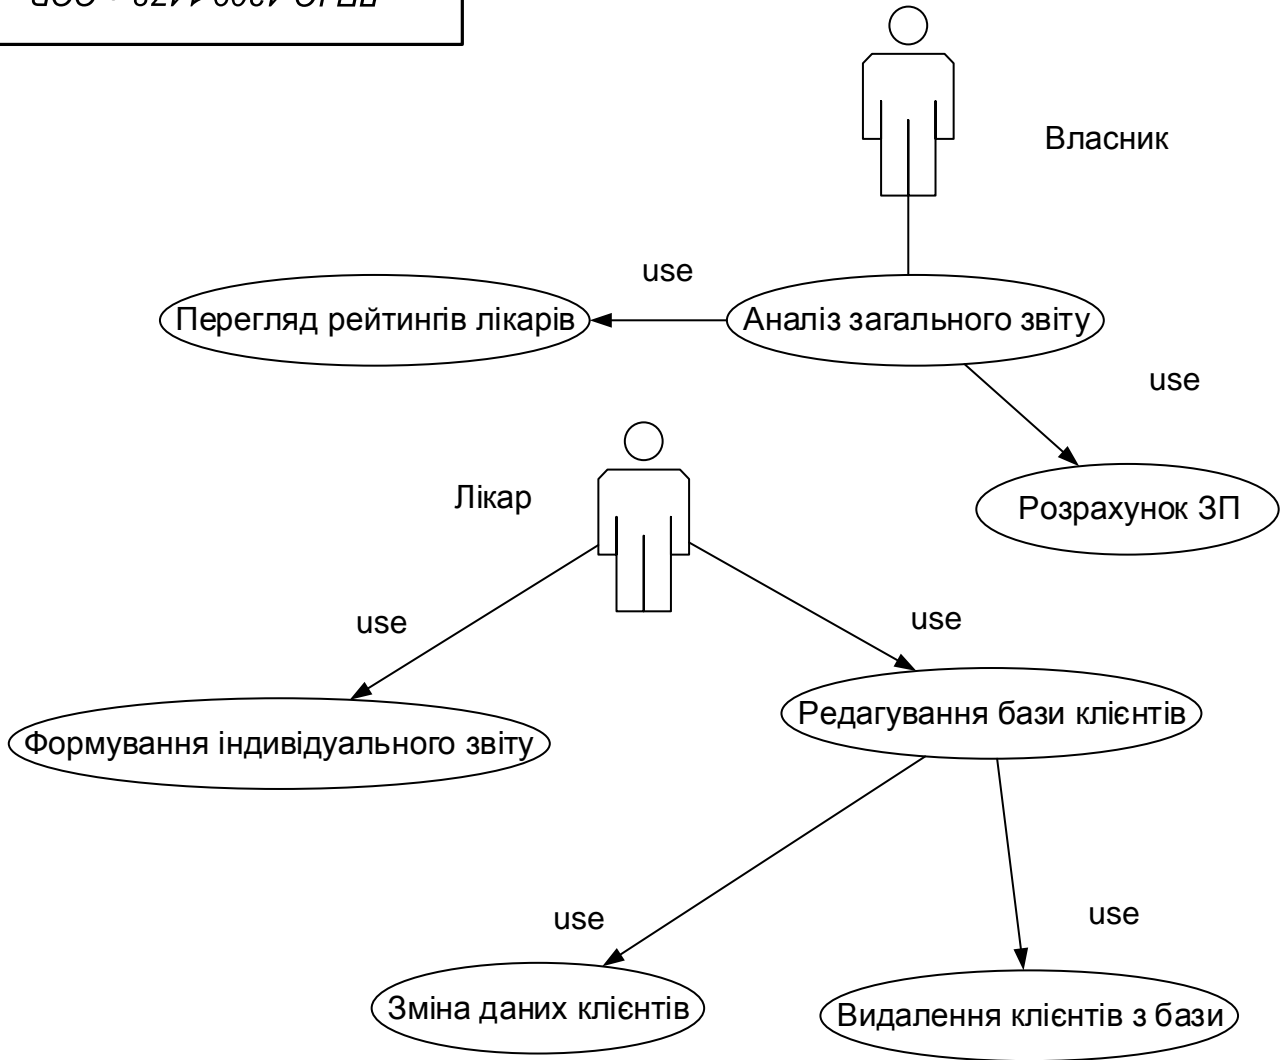 Власник
use
Перегляд рейтингів лікарів
Аналіз загального звіту
use
Лікар
Розрахунок ЗП
use
use
Редагування бази клієнтів
Формування індивідуального звіту
use
use
Зміна даних клієнтів
Видалення клієнтів з бази